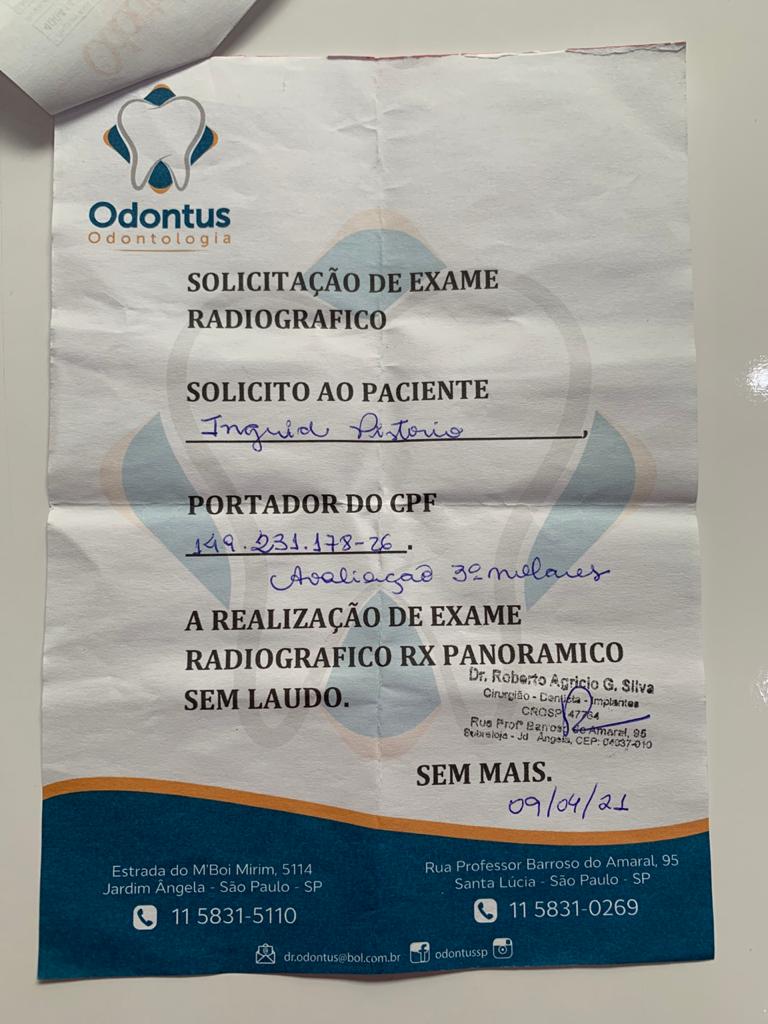 Odontus
Odontologia
SOLICITAÇÃO DE EXAME
RADIOGRAFICO
SOLICITO AO PACIENTE
Ingrid Pistorio,
PORTADOR DO CPF
149.231.178-26.
Avaliação 3º molares
A REALIZAÇÃO DE EXAME
RADIOGRAFICO RX PANORAMICO
SEM LAUDO.
Dr. Roberto Agricio G. Silva
Cirurgião - Dentista - Implantes
CROSP 47764
Rua Profº Barroso do Amaral, 95
Sobreloja - Jd Angela, CEP: 04937-010
SEM MAIS.
09/04/21
Estrada do M'Boi Mirim, 5114
Jardim Ângela - São Paulo - SP
11 5831-5110
Rua Professor Barroso do Amaral, 95
Santa Lúcia - São Paulo - SP
11 5831-0269
dr.odontus@bol.com.br odontussp